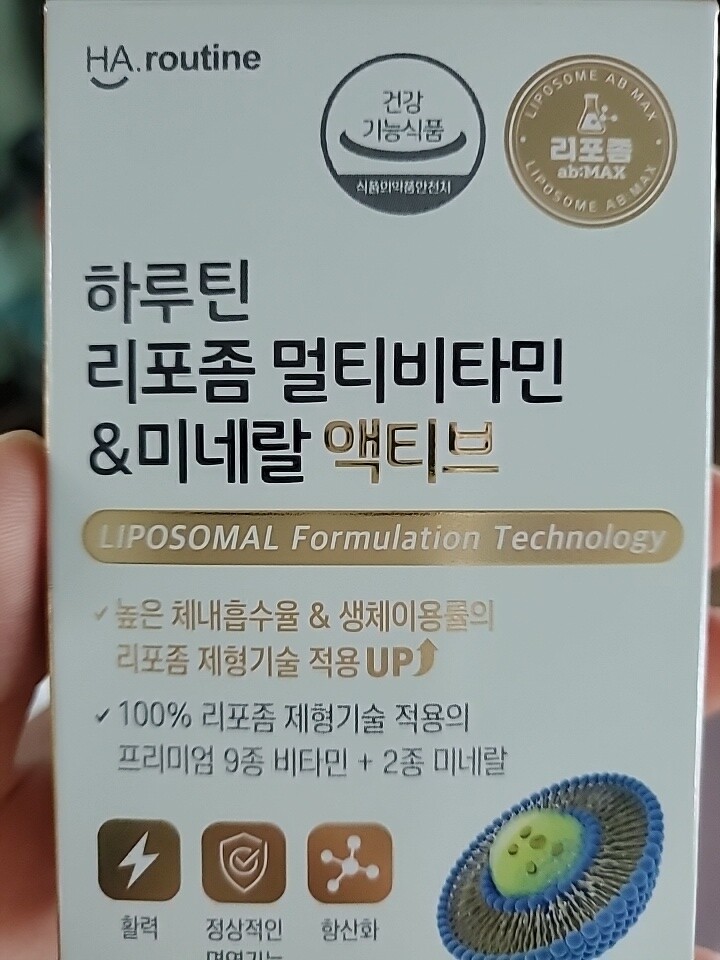 HA.routine
건강
기능식품
식품의약품안전처
LIPOSOME AB.MAX
리포좀
ab:MAX
LIPOSOME AB.MAX
하루틴
리포좀 멀티비타민
&미네랄 액티브
LIPOSOMAL Formulation Technology
✓높은 체내흡수율 & 생체이용률의
리포좀 제형기술 적용 UP
✓100% 리포좀 제형기술 적용의
프리미엄 9종 비타민 + 2종 미네랄
활력
정상적인
면역기능
항산화